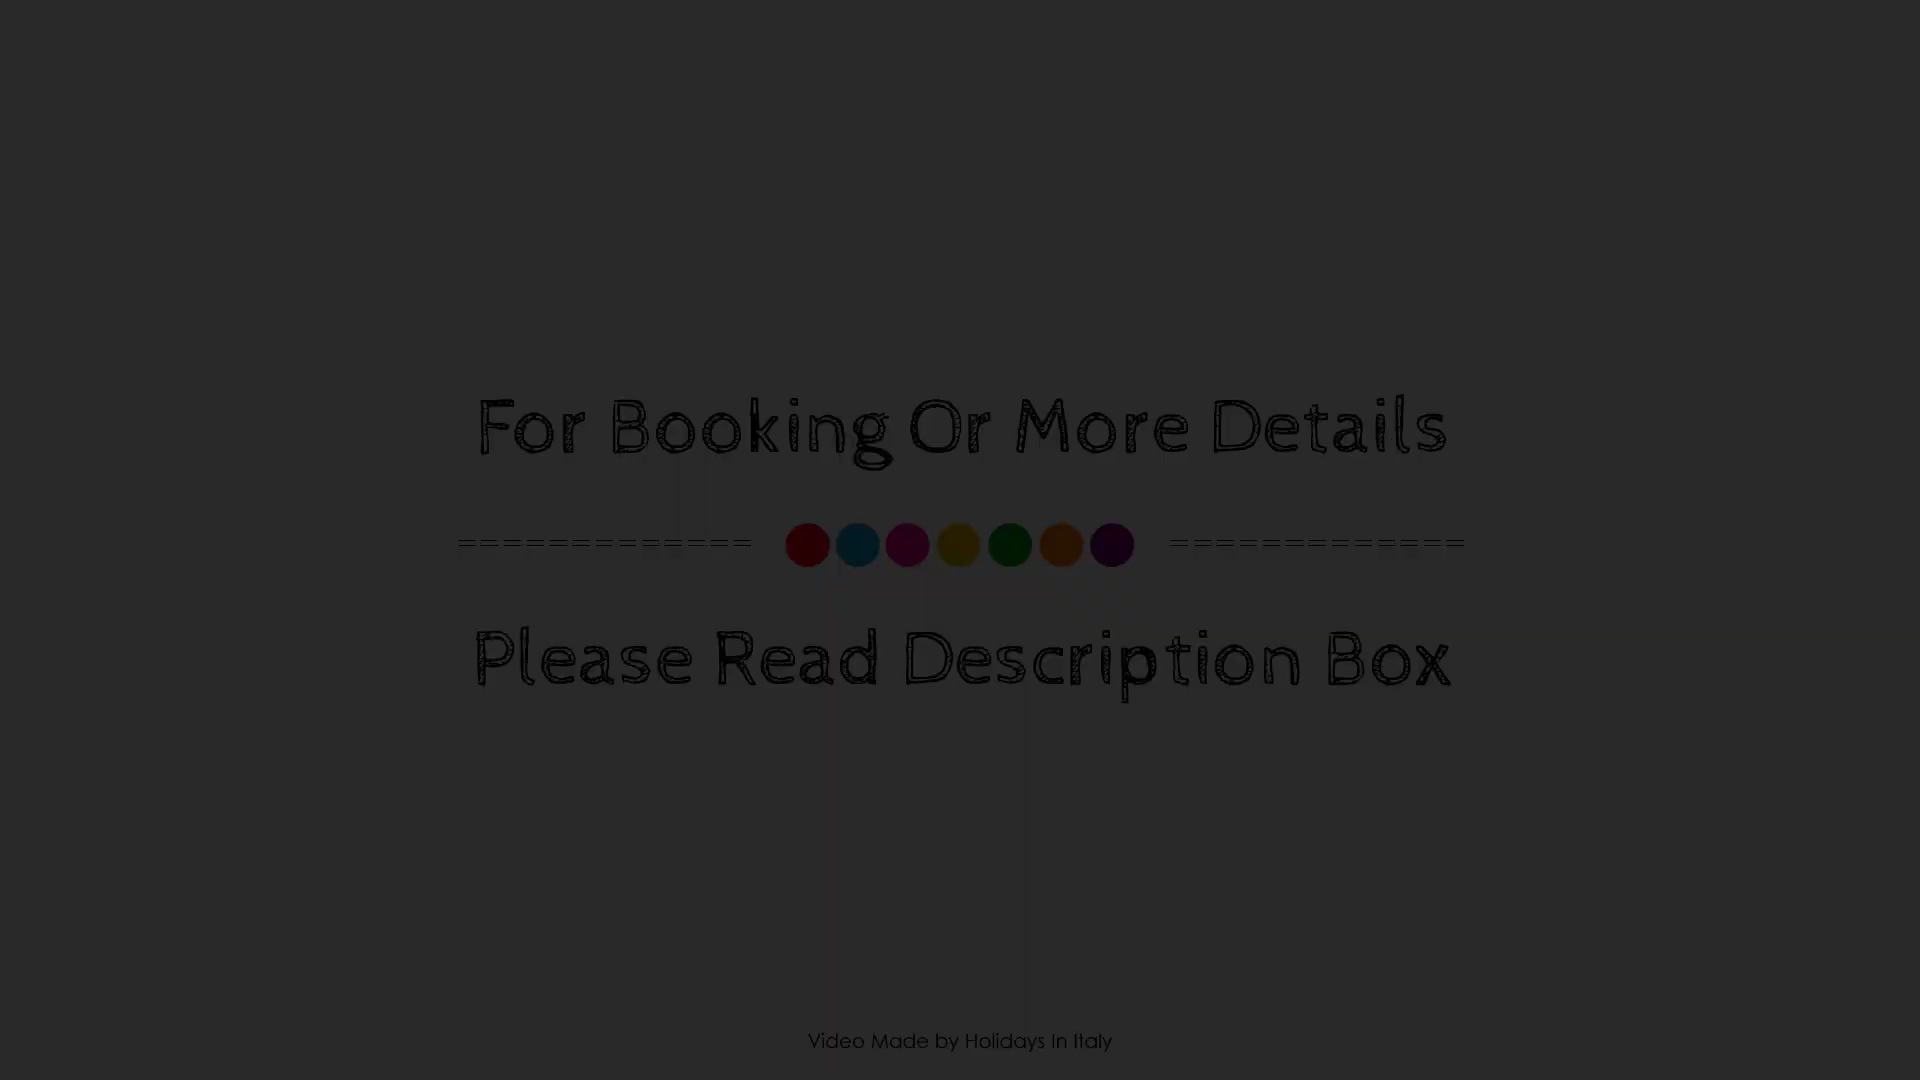 For Booking Or More Details
============= =============
Please Read Description Box
Video Made by Holidays In Italy